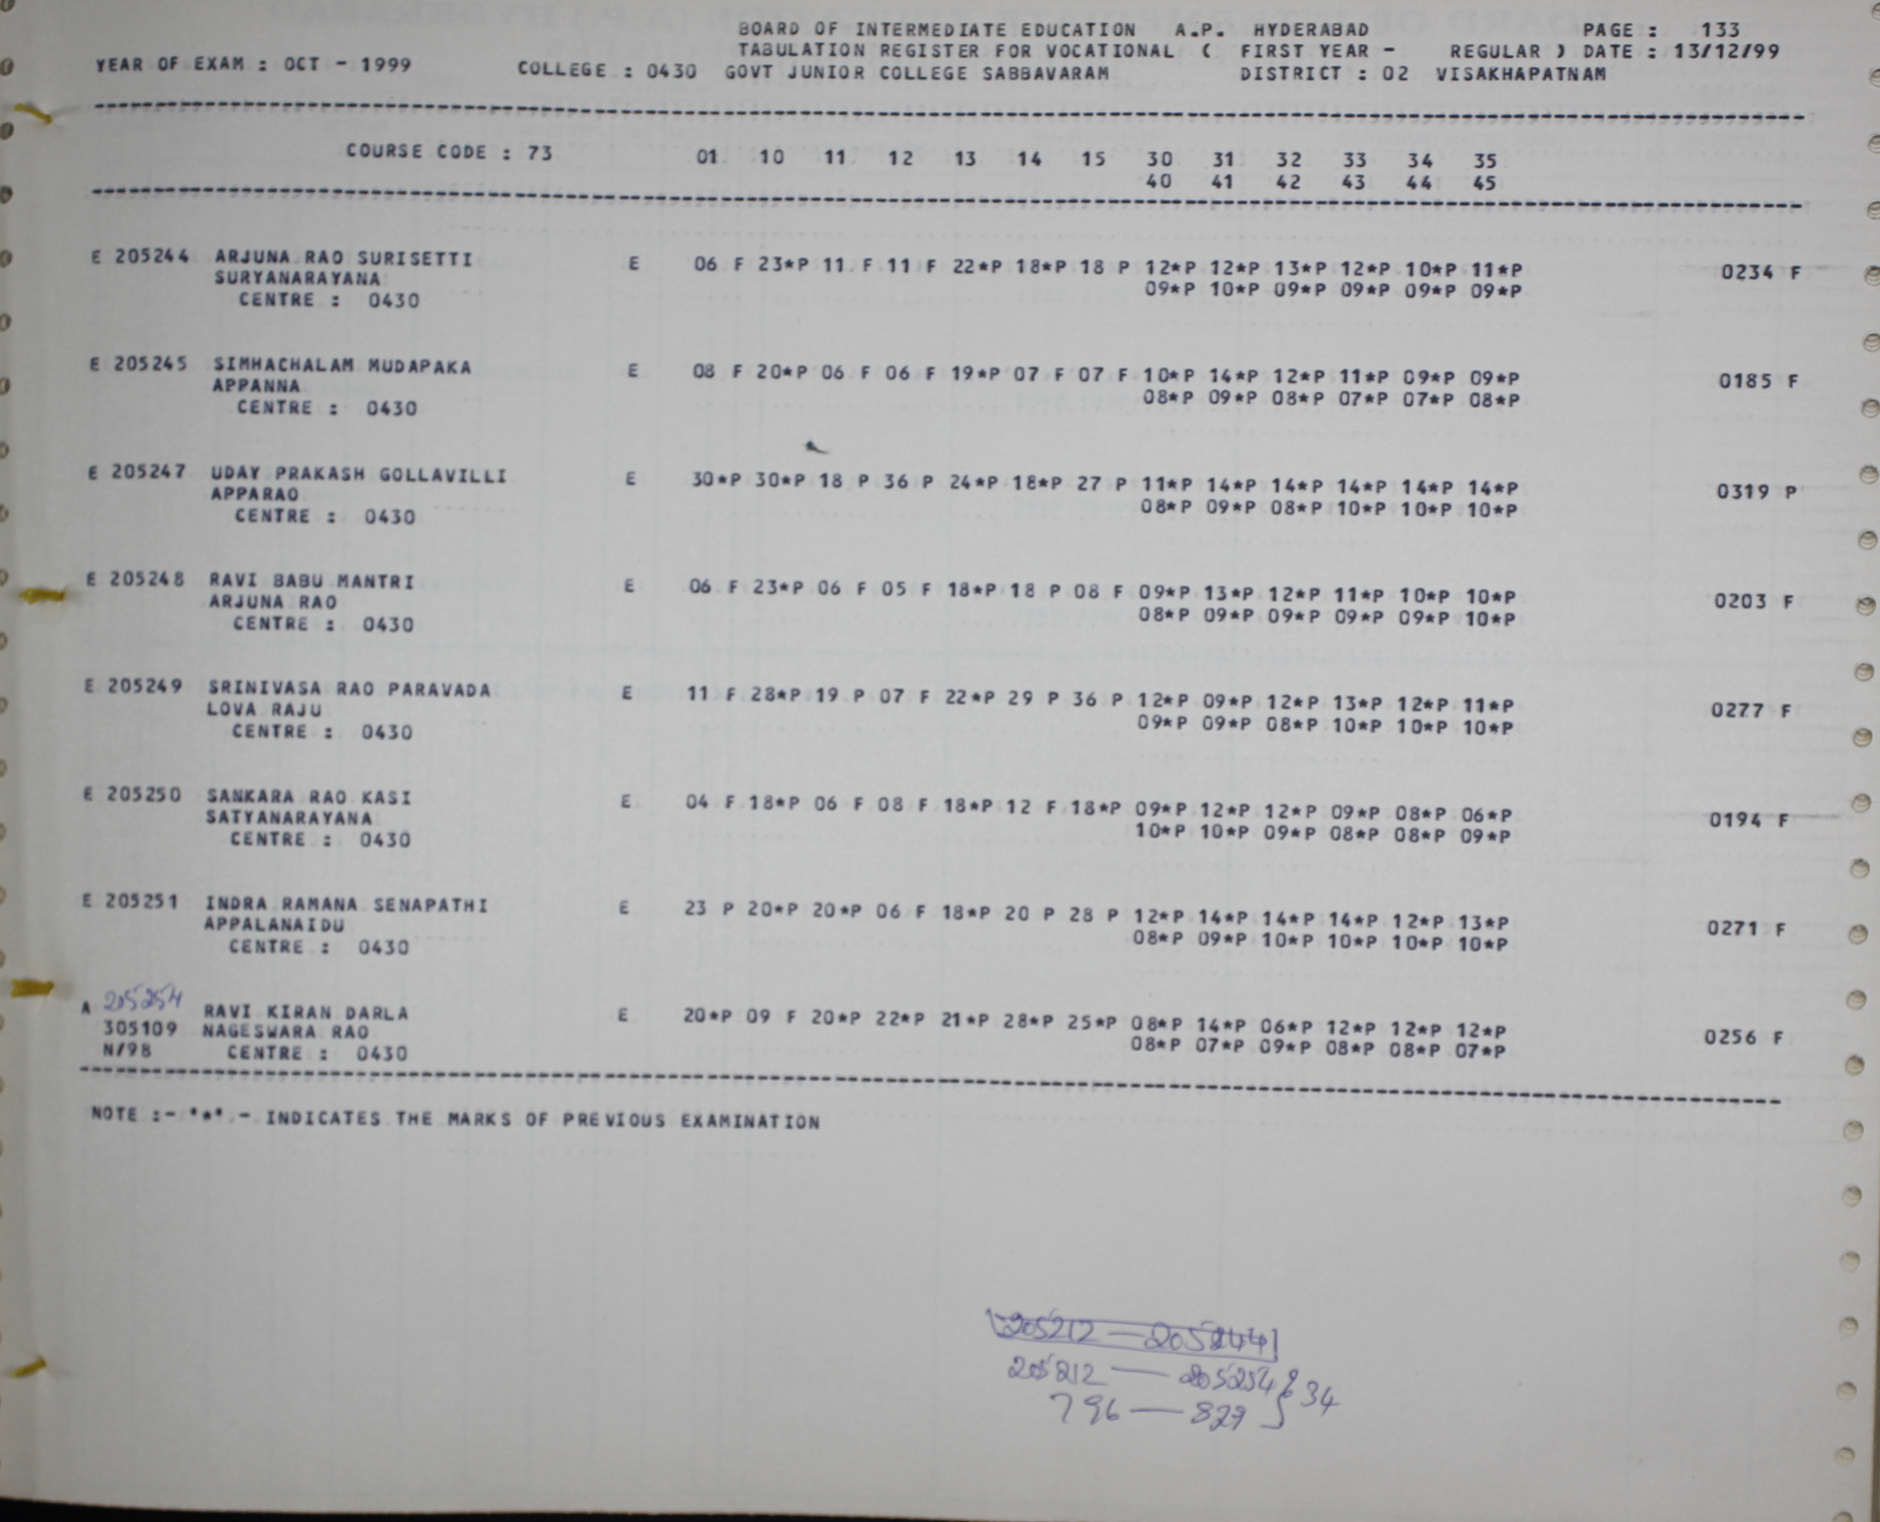 BOARD OF INTERMEDIATE EDUCATION A.P. HYDERABAD PAGE : 133
TABULATION REGISTER FOR VOCATIONAL ( FIRST YEAR - REGULAR ) DATE : 13/12/99
YEAR OF EXAM : OCT - 1999 COLLEGE : 0430 GOVT JUNIOR COLLEGE SABBAVARAM DISTRICT : 02 VISAKHAPATNAM
COURSE CODE : 73 01 10 11 12 13 14 15 30 31 32 33 34 35
40 41 42 43 44 45
E 205244 ARJUNA RAO SURISETTI E 06 F 23*P 11 F 11 F 22*P 18*P 18 P 12*P 12*P 13*P 12*P 10*P 11*P 0234 F
SURYANARAYANA 09*P 10*P 09*P 09*P 09*P 09*P
CENTRE : 0430
E 205245 SIMHACHALAM MUDAPAKA E 08 F 20*P 06 F 06 F 19*P 07 F 07 F 10*P 14*P 12*P 11*P 09*P 09*P 0185 F
APPANNA 08*P 09*P 08*P 07*P 07*P 08*P
CENTRE : 0430
E 205247 UDAY PRAKASH GOLLAVILLI E 30*P 30*P 18 P 36 P 24*P 18*P 27 P 11*P 14*P 14*P 14*P 14*P 14*P 0319 P
APPARAO 08*P 09*P 08*P 10*P 10*P 10*P
CENTRE : 0430
E 205248 RAVI BABU MANTRI E 06 F 23*P 06 F 05 F 18*P 18 P 08 F 09*P 13*P 12*P 11*P 10*P 10*P 0203 F
ARJUNA RAO 08*P 09*P 09*P 09*P 09*P 10*P
CENTRE : 0430
E 205249 SRINIVASA RAO PARAVADA E 11 F 28*P 19 P 07 F 22*P 29 P 36 P 12*P 09*P 12*P 13*P 12*P 11*P 0277 F
LOVA RAJU 09*P 09*P 08*P 10*P 10*P 10*P
CENTRE : 0430
E 205250 SANKARA RAO KASI E 04 F 18*P 06 F 08 F 18*P 12 F 18*P 09*P 12*P 12*P 09*P 08*P 06*P 0194 F
SATYANARAYANA 10*P 10*P 09*P 08*P 08*P 09*P
CENTRE : 0430
E 205251 INDRA RAMANA SENAPATHI E 23 P 20*P 20*P 06 F 18*P 20 P 28 P 12*P 14*P 14*P 14*P 12*P 13*P 0271 F
APPALANAIDU 08*P 09*P 10*P 10*P 10*P 10*P
CENTRE : 0430
A 205254 RAVI KIRAN DARLA E 20*P 09 F 20*P 22*P 21*P 28*P 25*P 08*P 14*P 06*P 12*P 12*P 12*P 0256 F
305109 NAGESWARA RAO 08*P 07*P 09*P 08*P 08*P 07*P
N/98 CENTRE : 0430
NOTE :- '*' - INDICATES THE MARKS OF PREVIOUS EXAMINATION
205212 — 205244
205212 — 205254 } 34
796 — 829